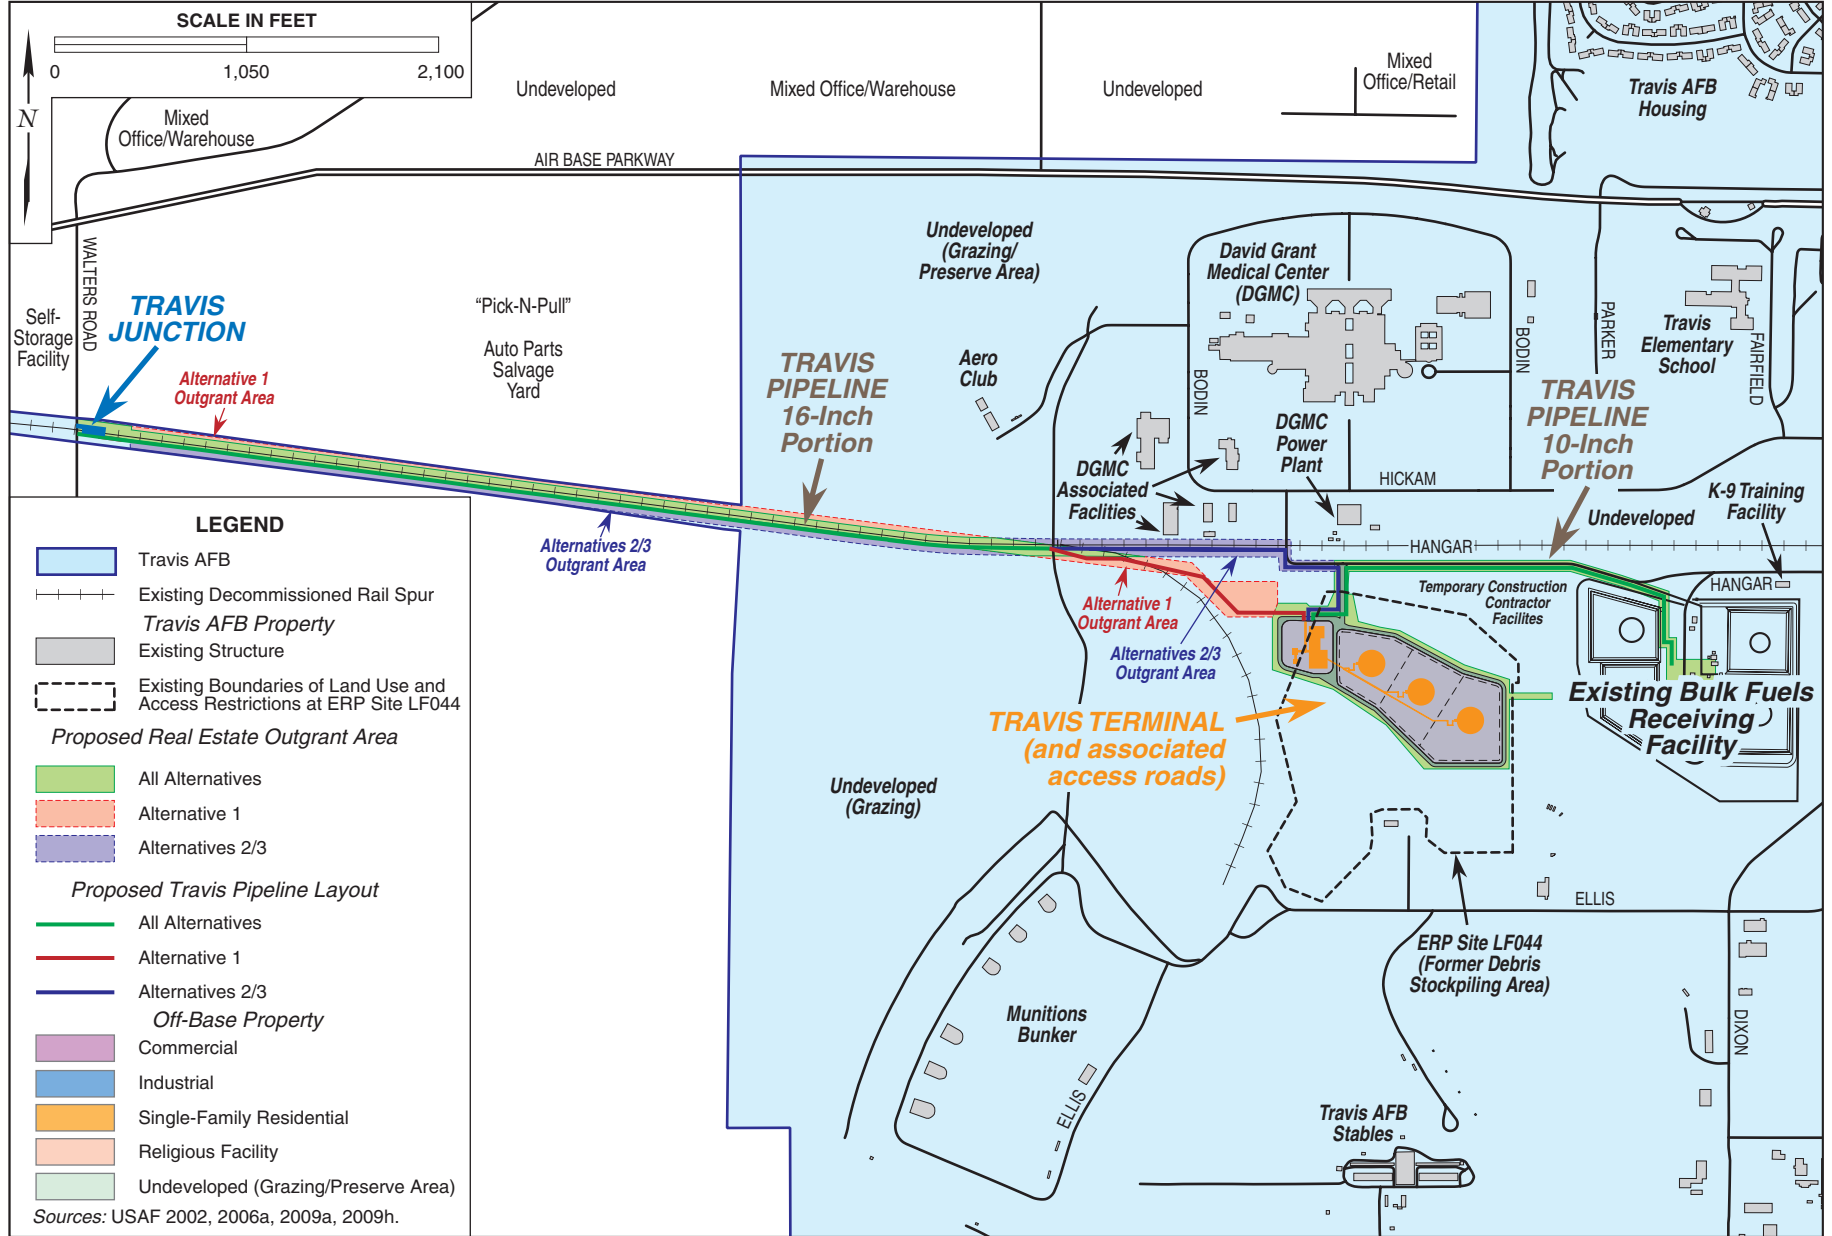 SCALE IN FEET
0 1,050 2,100
N
Undeveloped
Mixed Office/Warehouse
Undeveloped
Mixed
Office/Retail
Travis AFB
Housing
Mixed
Office/Warehouse
AIR BASE PARKWAY
WALTERS ROAD
Self-
Storage
Facility
TRAVIS
JUNCTION
Alternative 1
Outgrant Area
“Pick-N-Pull”
Auto Parts
Salvage
Yard
TRAVIS
PIPELINE
16-Inch
Portion
Undeveloped
(Grazing/
Preserve Area)
Aero
Club
David Grant
Medical Center
(DGMC)
BODIN
BODIN
PARKER
Travis
Elementary
School
FAIRFIELD
TRAVIS
PIPELINE
10-Inch
Portion
DGMC
Power
Plant
DGMC
Associated
Faclities
HICKAM
K-9 Training
Facility
Undeveloped
HANGAR
HANGAR
Alternatives 2/3
Outgrant Area
Alternative 1
Outgrant Area
Alternatives 2/3
Outgrant Area
Temporary Construction
Contractor
Facilites
TRAVIS TERMINAL
(and associated
access roads)
Existing Bulk Fuels
Receiving
Facility
Undeveloped
(Grazing)
ELLIS
ERP Site LF044
(Former Debris
Stockpiling Area)
DIXON
Munitions
Bunker
ELLIS
Travis AFB
Stables
LEGEND
Travis AFB
Existing Decommissioned Rail Spur
Travis AFB Property
Existing Structure
Existing Boundaries of Land Use and
Access Restrictions at ERP Site LF044
Proposed Real Estate Outgrant Area
All Alternatives
Alternative 1
Alternatives 2/3
Proposed Travis Pipeline Layout
All Alternatives
Alternative 1
Alternatives 2/3
Off-Base Property
Commercial
Industrial
Single-Family Residential
Religious Facility
Undeveloped (Grazing/Preserve Area)
Sources: USAF 2002, 2006a, 2009a, 2009h.